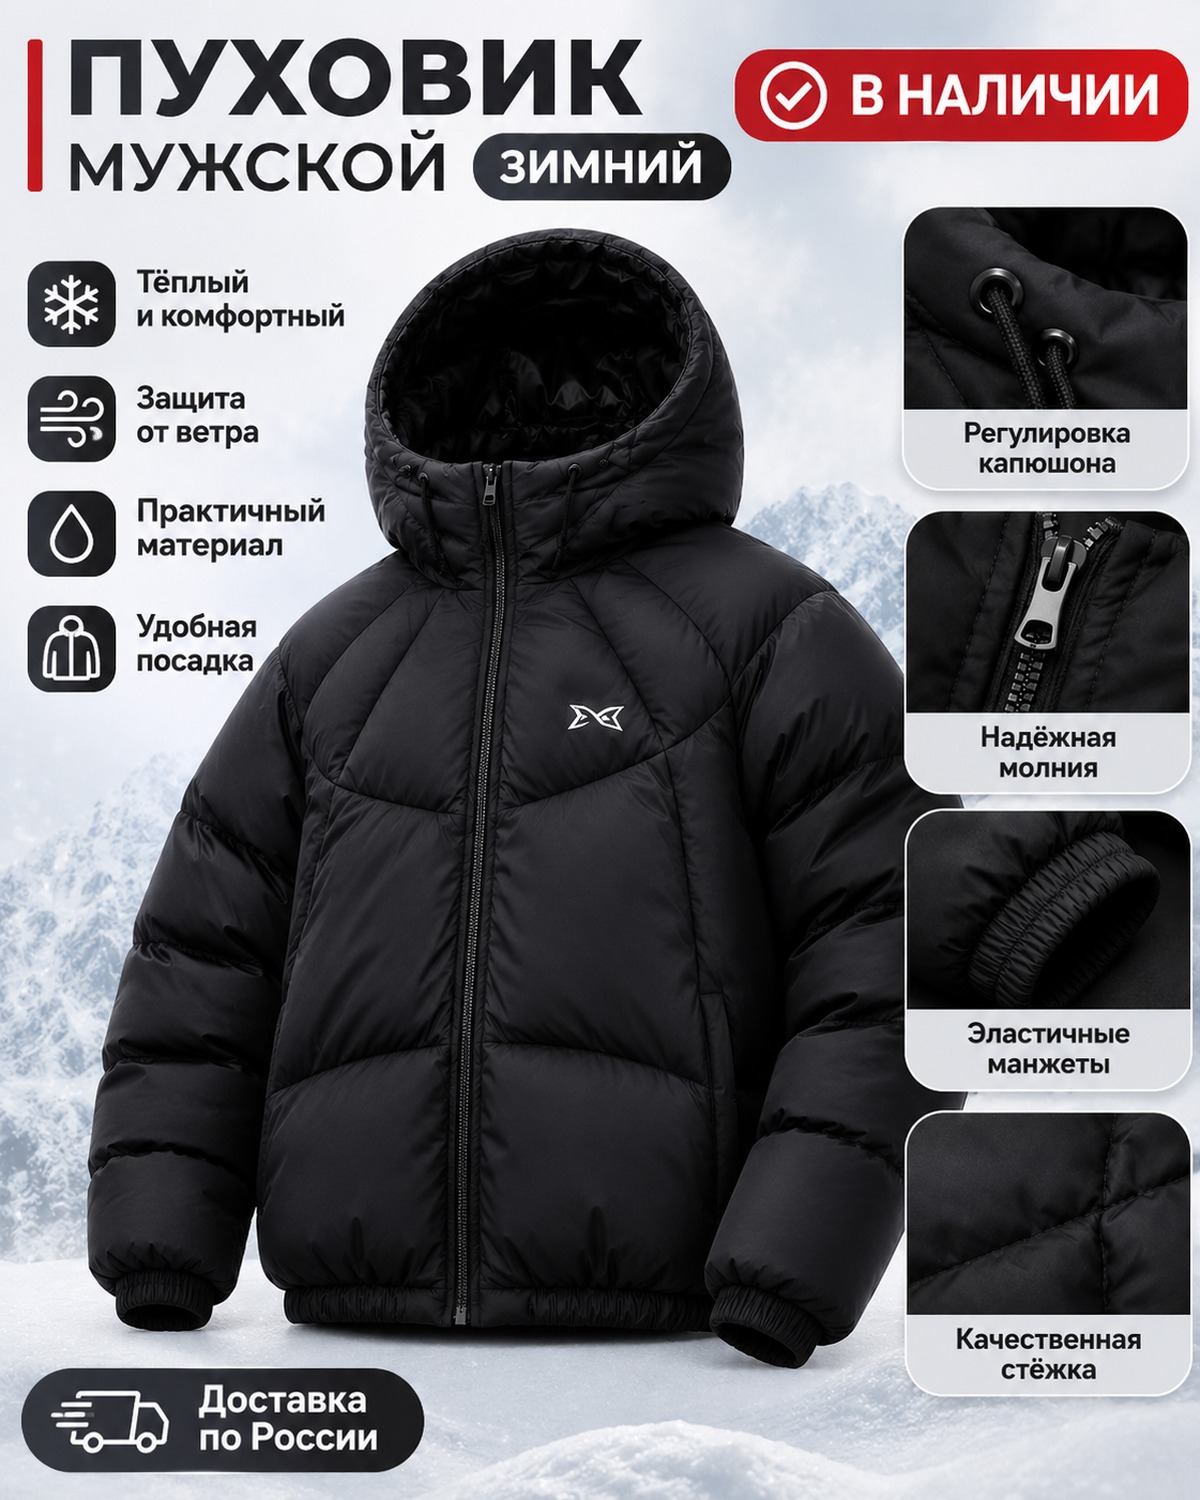 ПУХОВИК
МУЖСКОЙ ЗИМНИЙ
В НАЛИЧИИ
Тёплый
и комфортный
Защита
от ветра
Практичный
материал
Удобная
посадка
Регулировка
капюшона
Надёжная
молния
Эластичные
манжеты
Качественная
стёжка
Доставка
по России